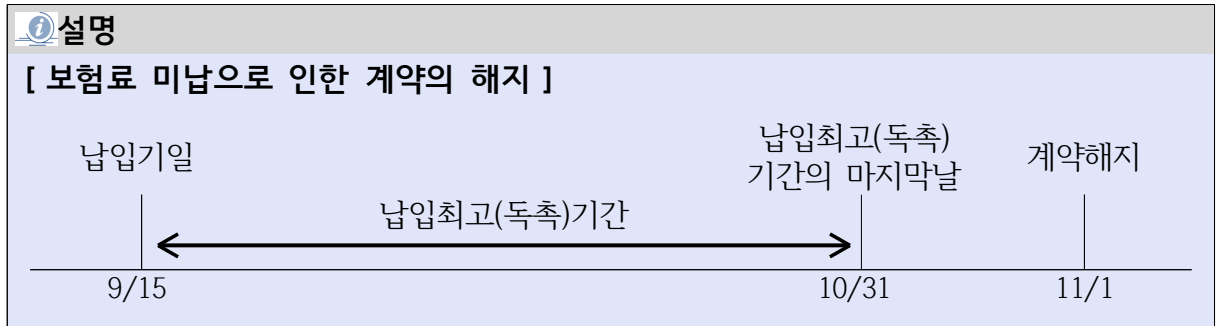 설명
[ 보험료 미납으로 인한 계약의 해지 ]
납입기일
납입최고(독촉)
기간의 마지막날
계약해지
납입최고(독촉)기간
9/15
10/31
11/1